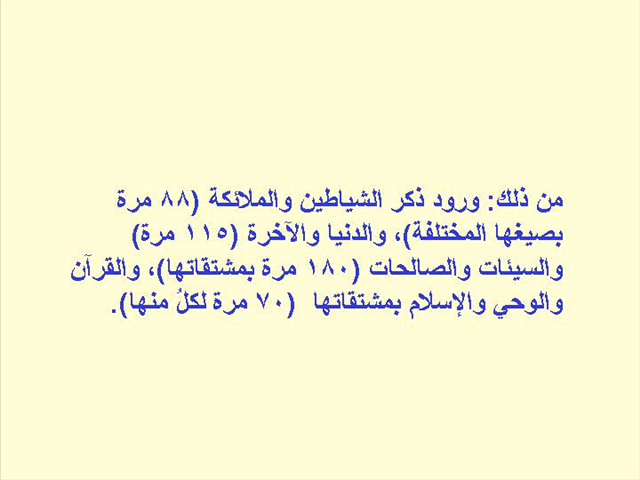 من ذلك: ورود ذكر الشياطين والملائكة (٨٨ مرة
بصيغها المختلفة)، والدنيا والآخرة (١١٥ مرة)
والسيئات والصالحات (١٨٠ مرة بمشتقاتها)، والقرآن
والوحي والإسلام بمشتقاتها (٧٠ مرة لكلُ منها).